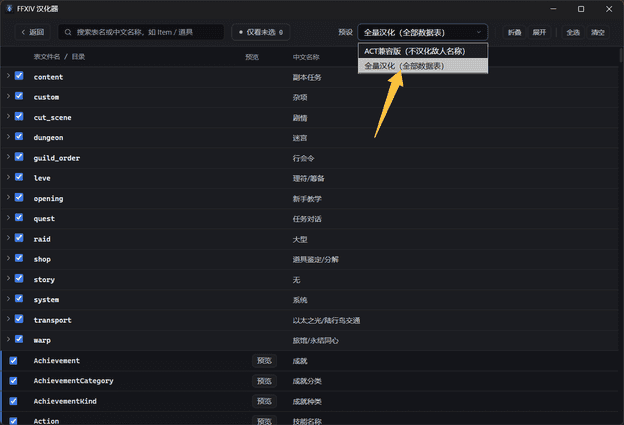 FFXIV 汉化器
返回 搜索表名或中文名称，如 Item / 道具 仅看未选 0 预设 全量汉化（全部数据表） 折叠 展开 全选 清空
ACT兼容版（不汉化敌人名称）
全量汉化（全部数据表）
表文件名 / 目录 预览 中文名称
content 副本任务
custom 杂项
cut_scene 剧情
dungeon 迷宫
guild_order 行会令
leve 理符/筹备
opening 新手教学
quest 任务对话
raid 大型
shop 道具鉴定/分解
story 无
system 系统
transport 以太之光/陆行鸟交通
warp 旅馆/永结同心
Achievement 预览 成就
AchievementCategory 预览 成就分类
AchievementKind 预览 成就种类
Action 预览 技能名称